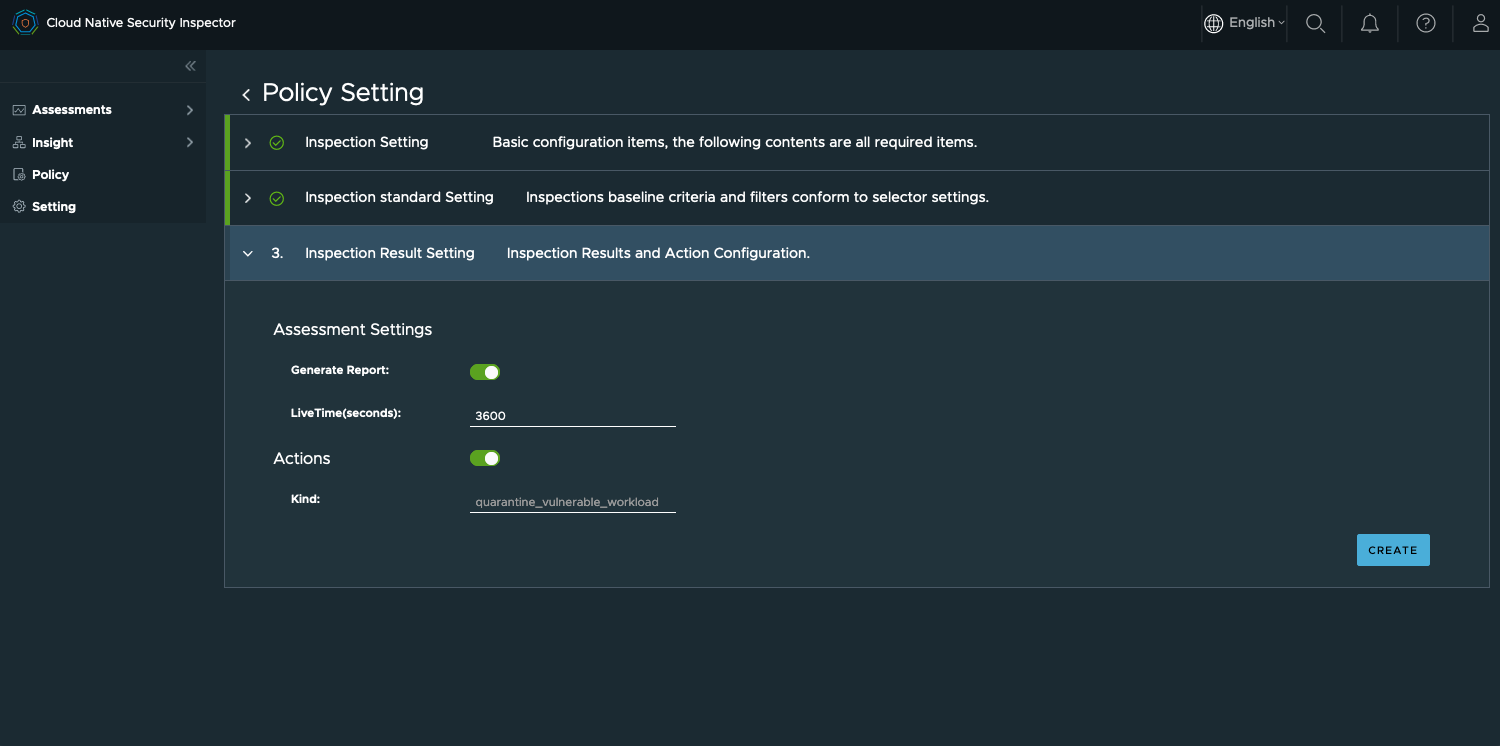 Cloud Native Security Inspector
English
Assessments
Insight
Policy
Setting
Policy Setting
Inspection Setting Basic configuration items, the following contents are all required items.
Inspection standard Setting Inspections baseline criteria and filters conform to selector settings.
3. Inspection Result Setting Inspection Results and Action Configuration.
Assessment Settings
Generate Report:
LiveTime(seconds): 3600
Actions
Kind: quarantine_vulnerable_workload
CREATE